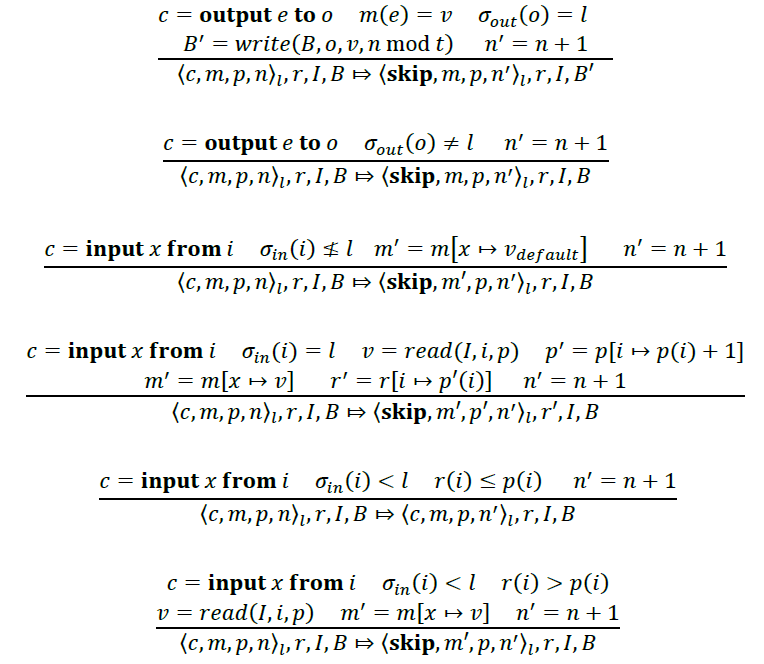 c = output e to o m(e) = v σ_out(o) = l
B′ = write(B, o, v, n mod t) n′ = n + 1
⟨c, m, p, n⟩_l, r, I, B ⤇ ⟨skip, m, p, n′⟩_l, r, I, B′
c = output e to o σ_out(o) ≠ l n′ = n + 1
⟨c, m, p, n⟩_l, r, I, B ⤇ ⟨skip, m, p, n′⟩_l, r, I, B
c = input x from i σ_in(i) ≰ l m′ = m[x ↦ v_default] n′ = n + 1
⟨c, m, p, n⟩_l, r, I, B ⤇ ⟨skip, m′, p, n′⟩_l, r, I, B
c = input x from i σ_in(i) = l v = read(I, i, p) p′ = p[i ↦ p(i) + 1]
m′ = m[x ↦ v] r′ = r[i ↦ p′(i)] n′ = n + 1
⟨c, m, p, n⟩_l, r, I, B ⤇ ⟨skip, m′, p′, n′⟩_l, r′, I, B
c = input x from i σ_in(i) < l r(i) ≤ p(i) n′ = n + 1
⟨c, m, p, n⟩_l, r, I, B ⤇ ⟨c, m, p, n′⟩_l, r, I, B
c = input x from i σ_in(i) < l r(i) > p(i)
v = read(I, i, p) m′ = m[x ↦ v] n′ = n + 1
⟨c, m, p, n⟩_l, r, I, B ⤇ ⟨skip, m′, p, n′⟩_l, r, I, B